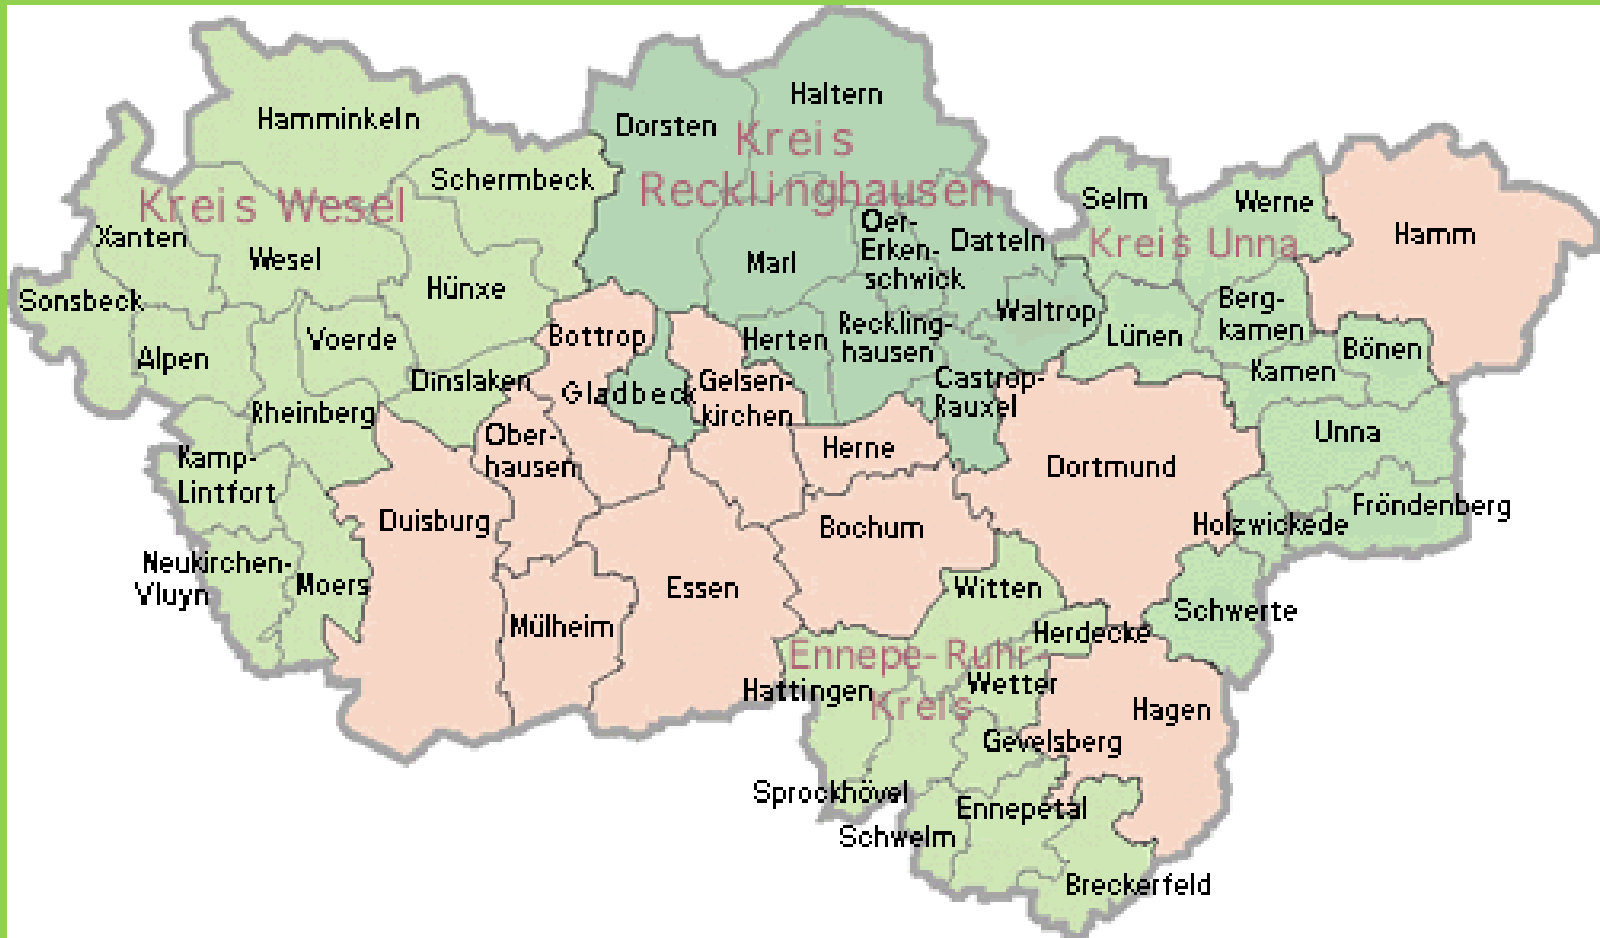 Haltern
Hamminkeln
Dorsten
Kreis
Recklinghausen
Schermbeck
Kreis Wesel
Selm
Werne
Hamm
Xanten
Wesel
Oer-
Erken-
schwick
Datteln
Kreis Unna
Marl
Sonsbeck
Hünxe
Waltrop
Berg-
kamen
Alpen
Voerde
Bottrop
Herten
Reckling-
hausen
Lünen
Bönen
Dinslaken
Gladbeck
Gelsen-
kirchen
Castrop-
Rauxel
Kamen
Rheinberg
Ober-
hausen
Herne
Unna
Kamp-
Lintfort
Dortmund
Duisburg
Bochum
Holzwickede
Fröndenberg
Neukirchen-
Vluyn
Moers
Essen
Witten
Mülheim
Herdecke
Schwerte
Ennepe-Ruhr-
Kreis
Hattingen
Wetter
Hagen
Gevelsberg
Sprockhövel
Ennepetal
Schwelm
Breckerfeld